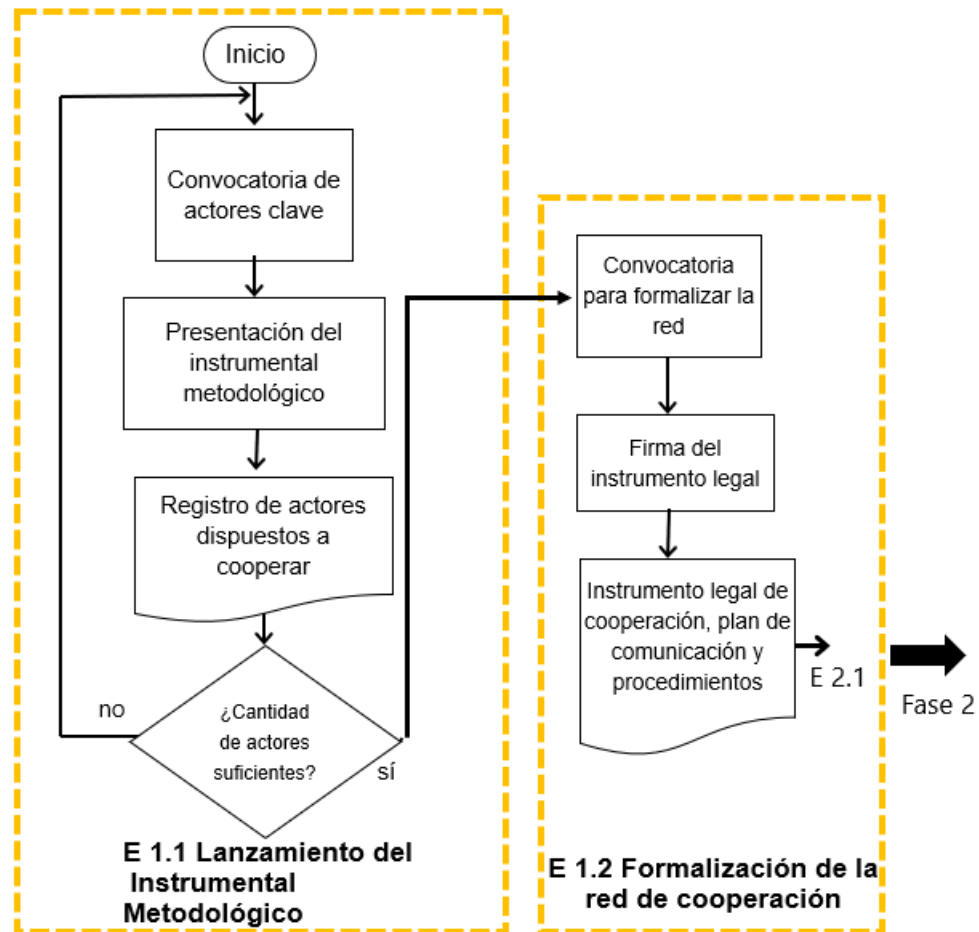 Inicio
Convocatoria de
actores clave
Presentación del
instrumental
metodológico
Registro de actores
dispuestos a
cooperar
¿Cantidad
de actores
suficientes?
no
sí
E 1.1 Lanzamiento del
Instrumental
Metodológico
Convocatoria
para formalizar la
red
Firma del
instrumento legal
Instrumento legal de
cooperación, plan de
comunicación y
procedimientos
E 2.1
E 1.2 Formalización de la
red de cooperación
Fase 2